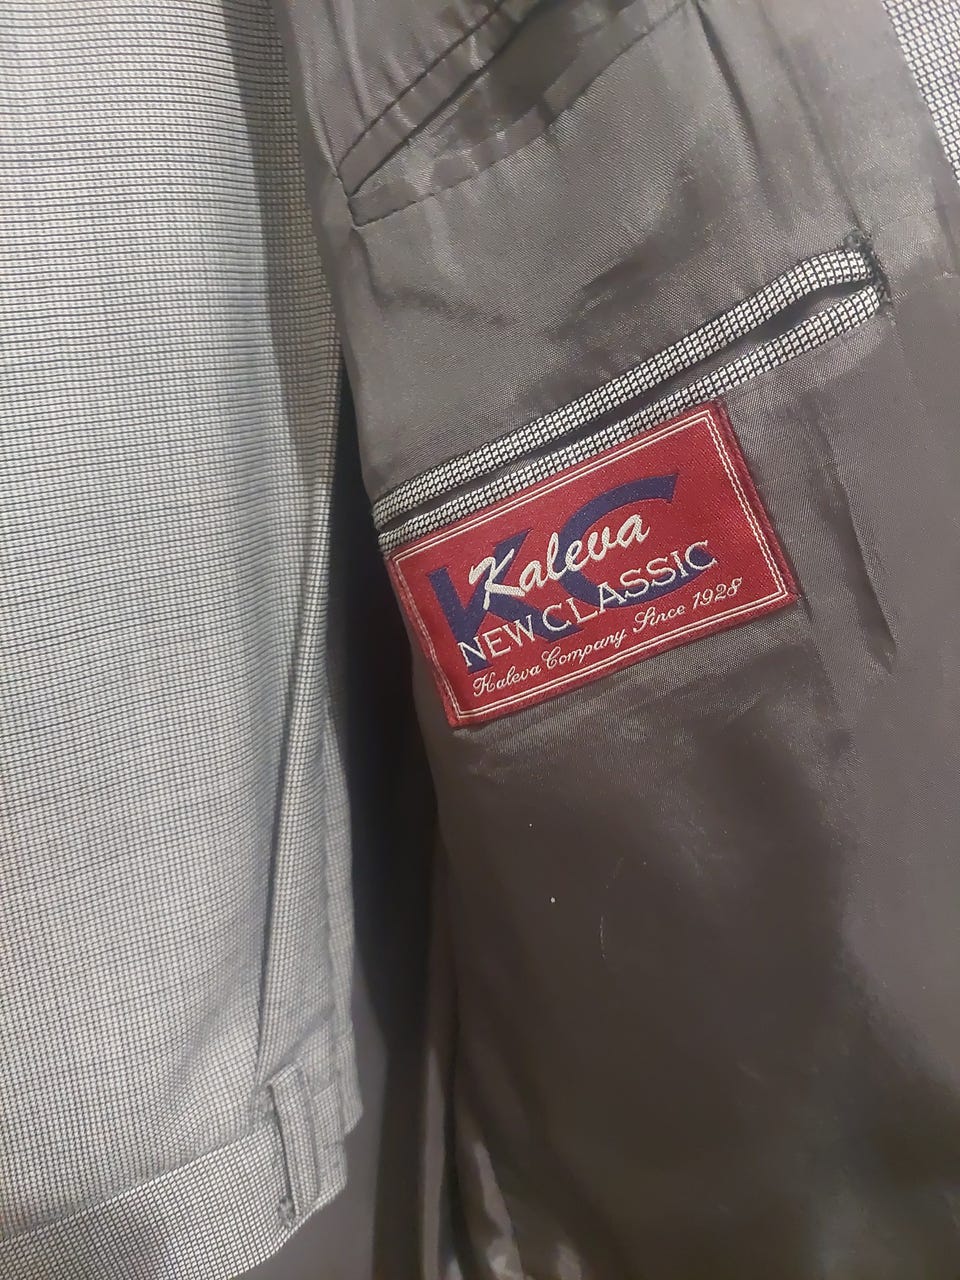 KC
Kaleva
NEW CLASSIC
Kaleva Company Since 1928